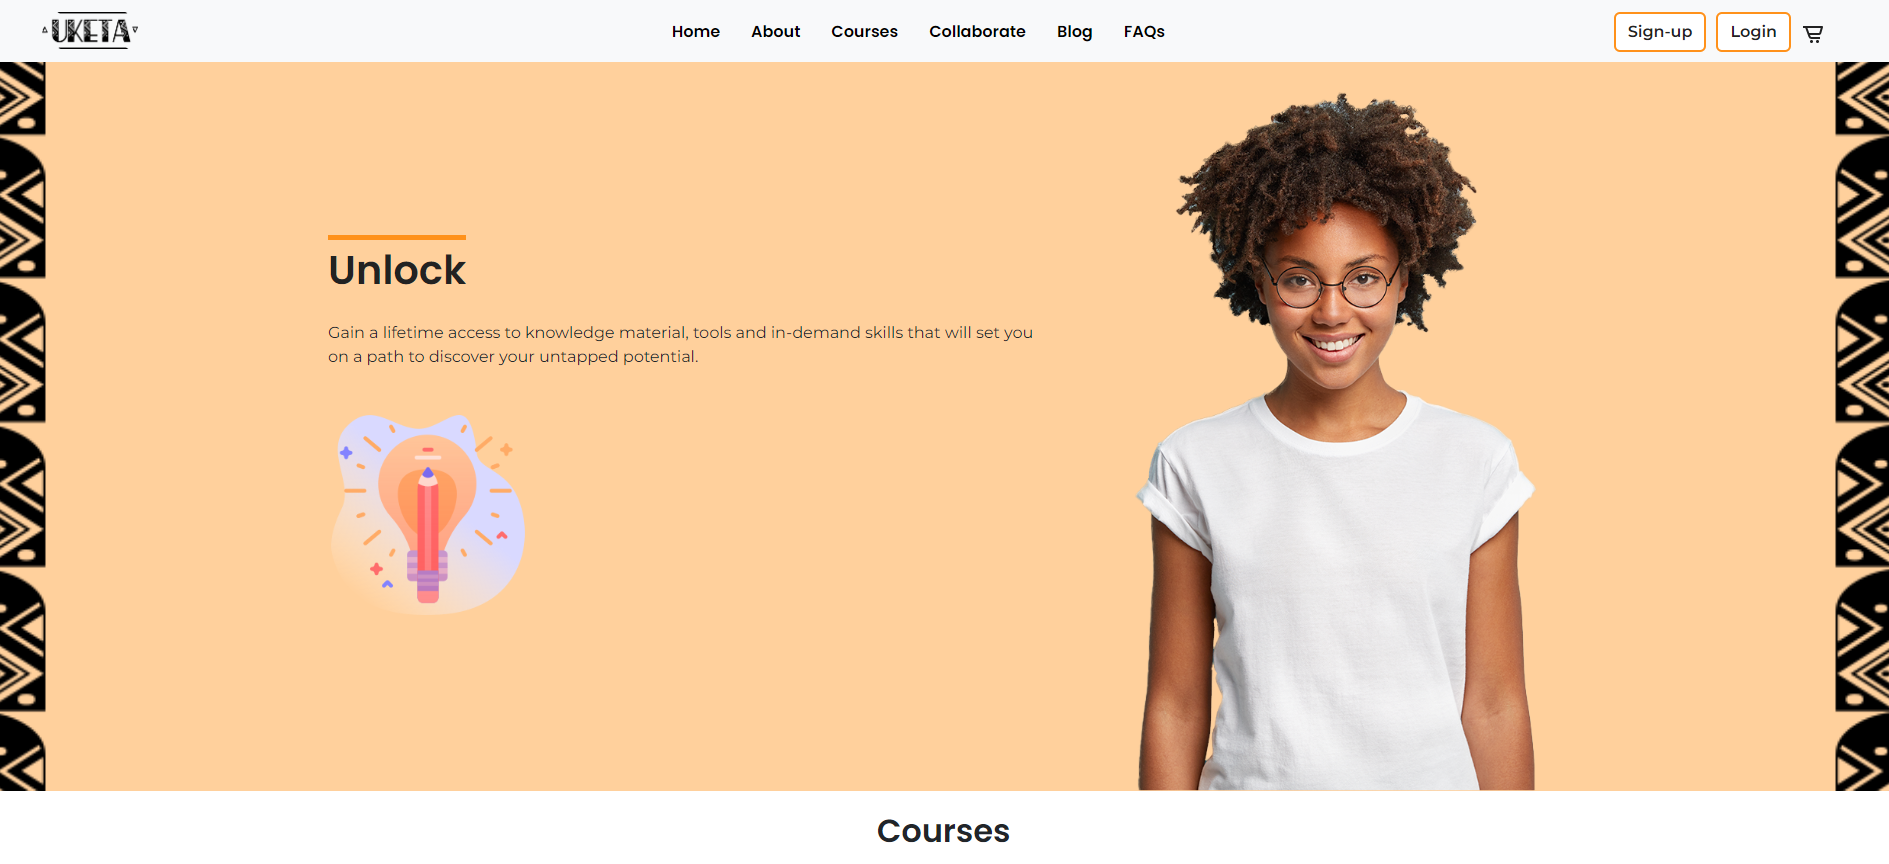 UKETA
Home About Courses Collaborate Blog FAQs
Sign-up Login
Unlock
Gain a lifetime access to knowledge material, tools and in-demand skills that will set you
on a path to discover your untapped potential.
Courses